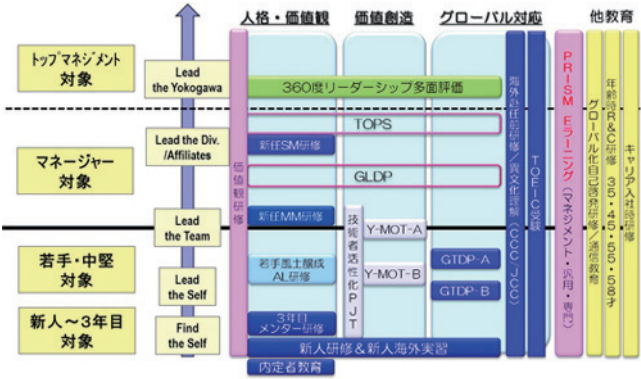 人格・価値観
価値創造
グローバル対応
他教育
トップマネジメント
対象
Lead
the Yokogawa
360度リーダーシップ多面評価
TOPS
Lead the Div.
/Affiliates
新任SM研修
マネージャー
対象
GLDP
Lead
the Team
新任MM研修
Y-MOT-A
若手・中堅
対象
Lead
the Self
若手風土醸成
AL研修
Y-MOT-B
GTDP-A
GTDP-B
新人～3年目
対象
Find
the Self
3年目
メンター研修
新人研修＆新人海外実習
内定者教育
価値観研修
技術者活性化PJT
海外赴任前研修／異文化理解（CCC、JCC）
TOEIC受験
PRISM Eラーニング（マネジメント・汎用・専門）
グローバル化自己啓発研修／通信教育
年齢時R&C研修 35・45・55・58才
キャリア入社時研修